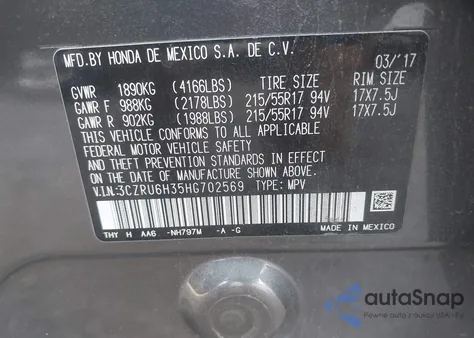 MFD.BY HONDA DE MEXICO S.A. DE C.V.
03/'17
GVWR 1890KG (4166LBS) TIRE SIZE RIM SIZE
GAWR F 988KG (2178LBS) 215/55R17 94V 17X7.5J
GAWR R 902KG (1988LBS) 215/55R17 94V 17X7.5J
THIS VEHICLE CONFORMS TO ALL APPLICABLE
FEDERAL MOTOR VEHICLE SAFETY AND
THEFT PREVENTION STANDARDS IN EFFECT ON
THE DATE OF MANUFACTURE SHOWN ABOVE.
V.I.N:3CZRU6H35HG702569 TYPE: MPV
THY H AA6 -NH797M -A -G
MADE IN MEXICO
autoSnap
Pewne auta z USA